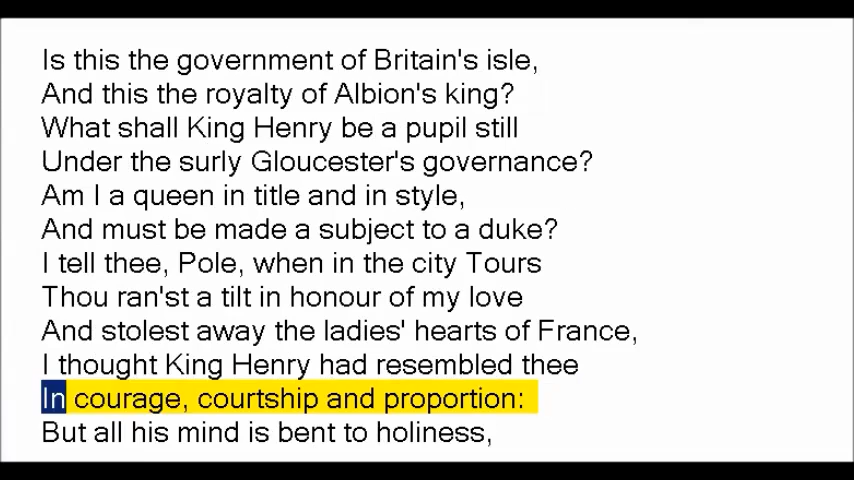 Is this the government of Britain's isle,
And this the royalty of Albion's king?
What shall King Henry be a pupil still
Under the surly Gloucester's governance?
Am I a queen in title and in style,
And must be made a subject to a duke?
I tell thee, Pole, when in the city Tours
Thou ran'st a tilt in honour of my love
And stolest away the ladies' hearts of France,
I thought King Henry had resembled thee
In courage, courtship and proportion:
But all his mind is bent to holiness,